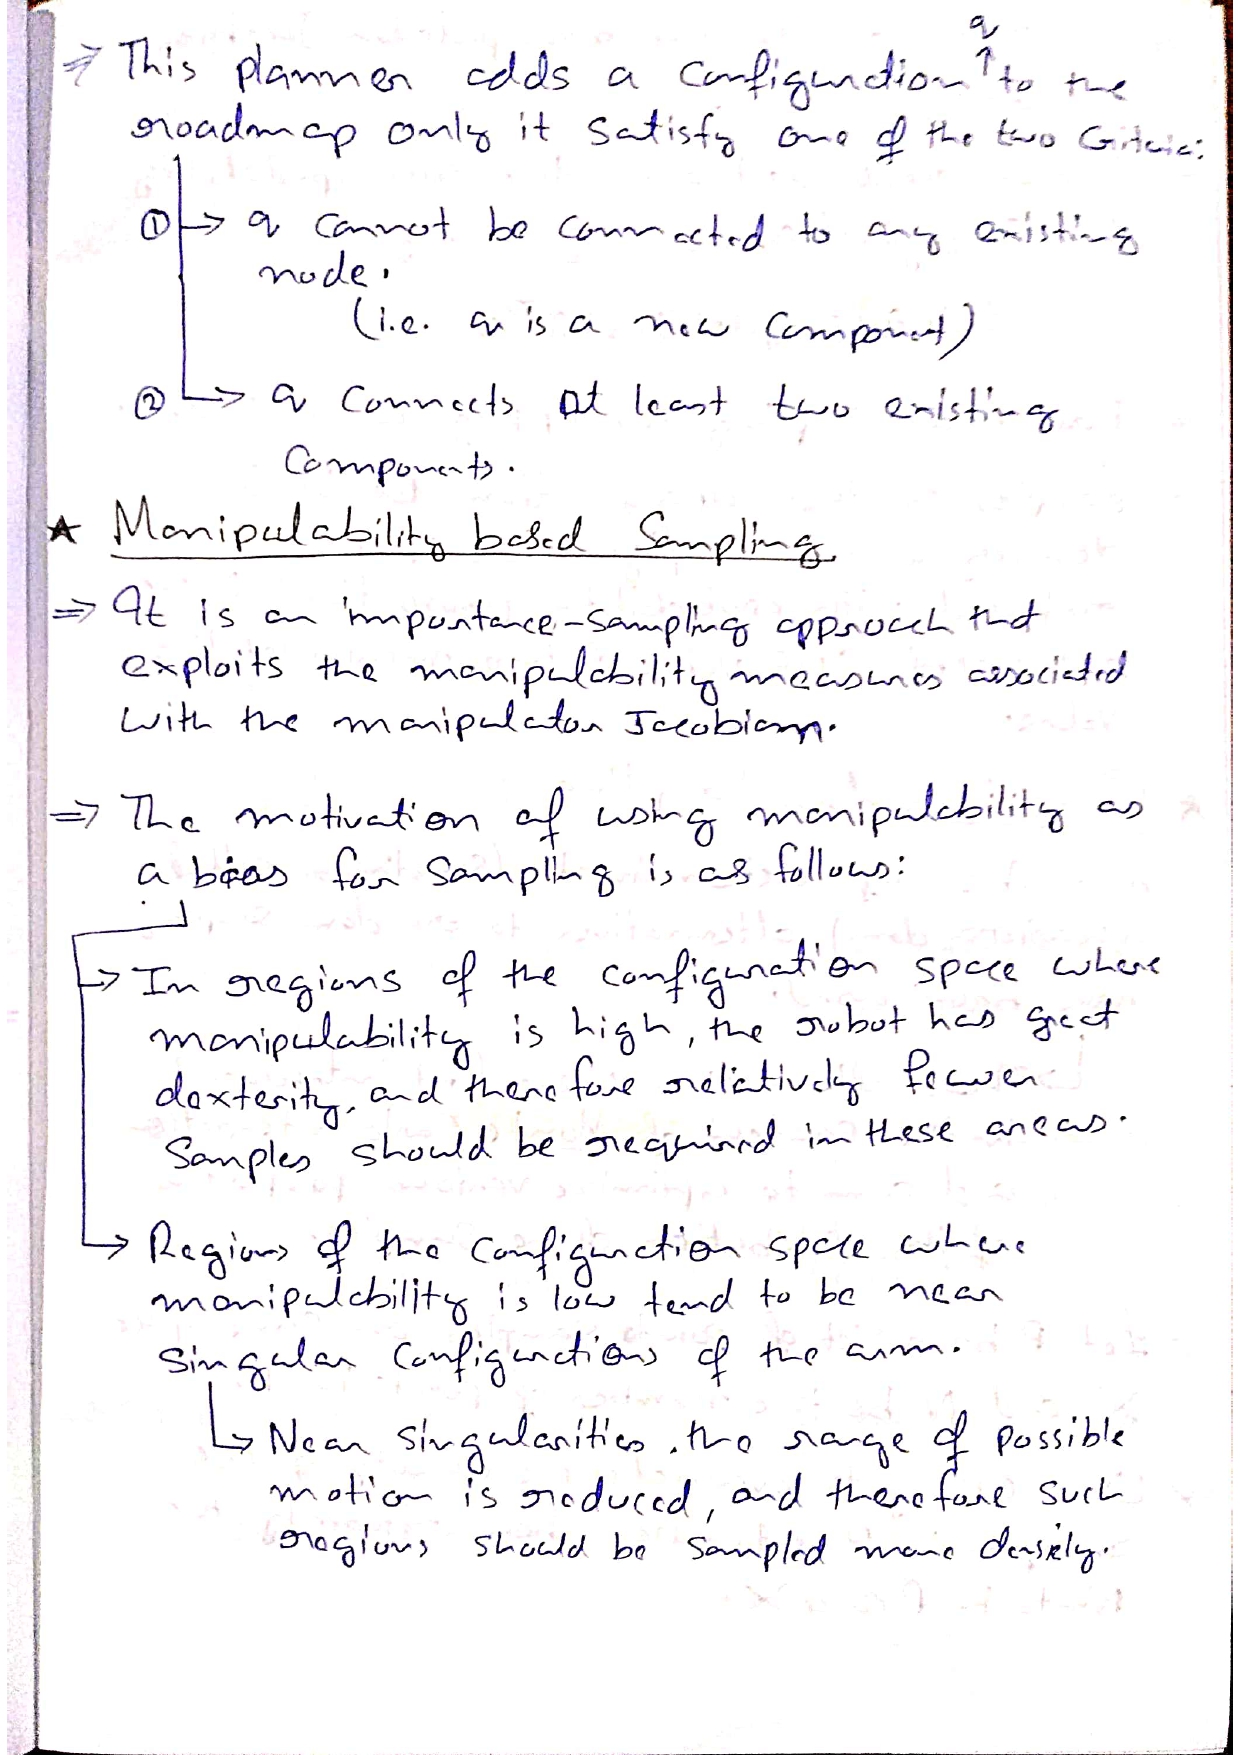 q
⇒ This planner adds a configuration ↑ to the
roadmap only it satisfy one of the two Criteria:
① → q cannot be connected to any existing
node.
(i.e. q is a new component)
② → q connects at least two existing
Components.
★ Manipulability based Sampling
⇒ It is an importance-sampling approach that
exploits the manipulability measures associated
with the manipulator Jacobian.
⇒ The motivation of using manipulability as
a bias for sampling is as follows:
→ In regions of the configuration space where
manipulability is high, the robot has great
dexterity, and therefore relatively fewer
Samples should be required in these areas.
→ Regions of the configuration space where
manipulability is low tend to be near
singular configurations of the arm.
↳ Near singularities, the range of possible
motion is reduced, and therefore such
regions should be sampled more densely.